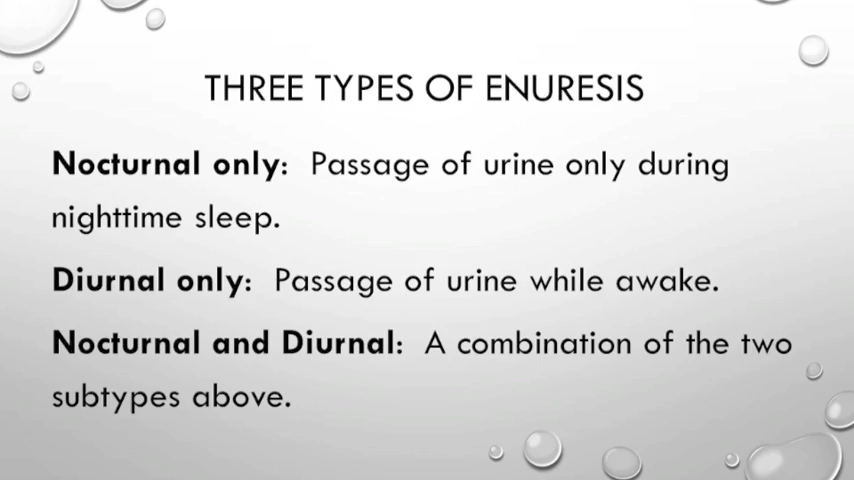 THREE TYPES OF ENURESIS
Nocturnal only: Passage of urine only during
nighttime sleep.
Diurnal only: Passage of urine while awake.
Nocturnal and Diurnal: A combination of the two
subtypes above.